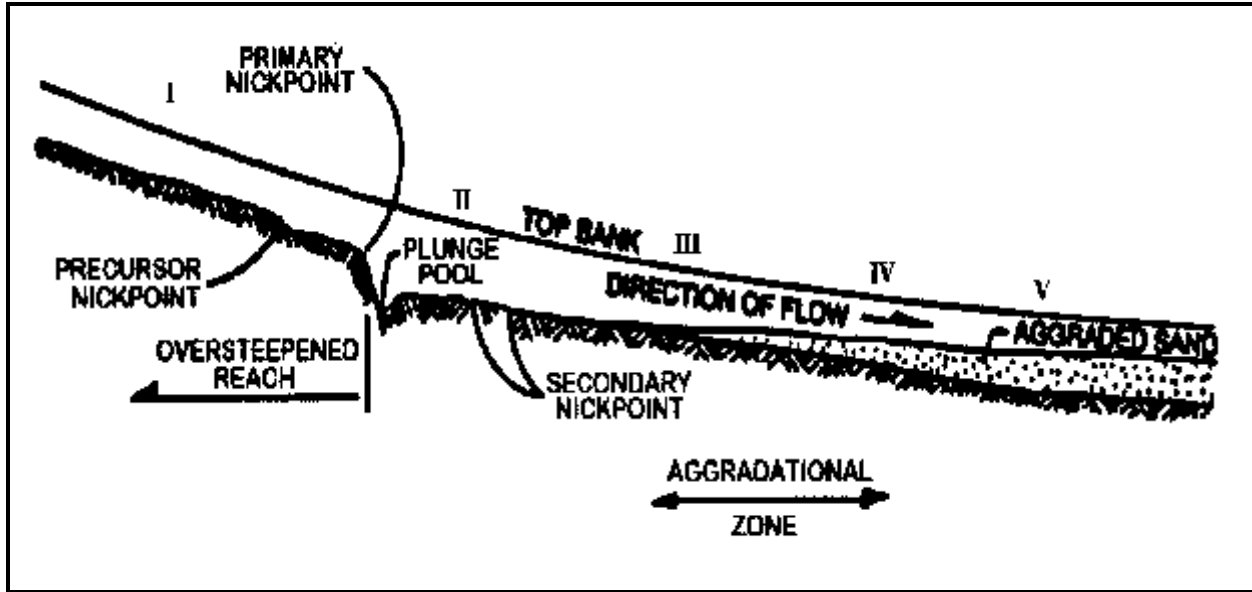 PRIMARY
NICKPOINT
I
II
TOP BANK
III
PLUNGE
POOL
IV
V
PRECURSOR
NICKPOINT
DIRECTION OF FLOW
AGGRADED SAND
OVERSTEEPENED
REACH
SECONDARY
NICKPOINT
AGGRADATIONAL
ZONE